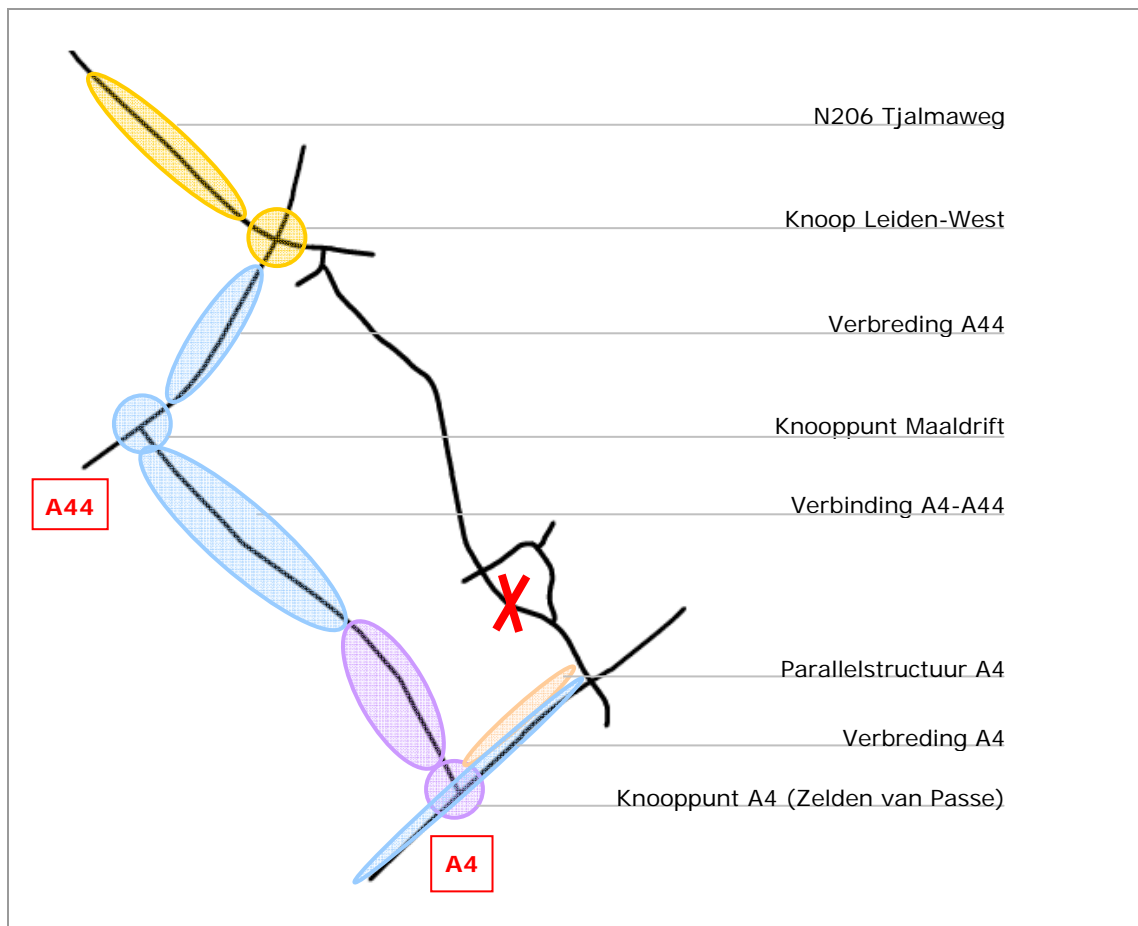 N206 Tjalmaweg
Knoop Leiden-West
Verbreding A44
Knooppunt Maaldrift
A44
Verbinding A4-A44
Parallelstructuur A4
Verbreding A4
Knooppunt A4 (Zelden van Passe)
A4